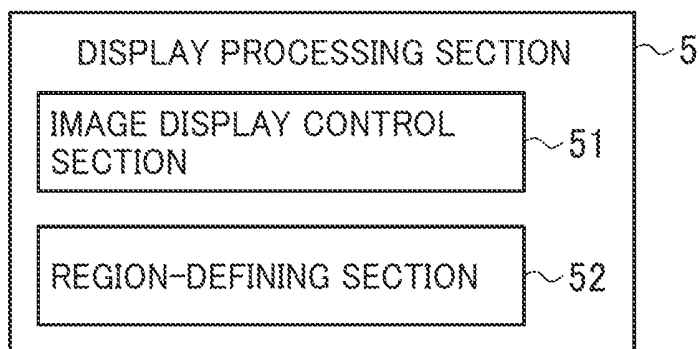 DISPLAY PROCESSING SECTION 5
IMAGE DISPLAY CONTROL
SECTION
51
REGION-DEFINING SECTION 52